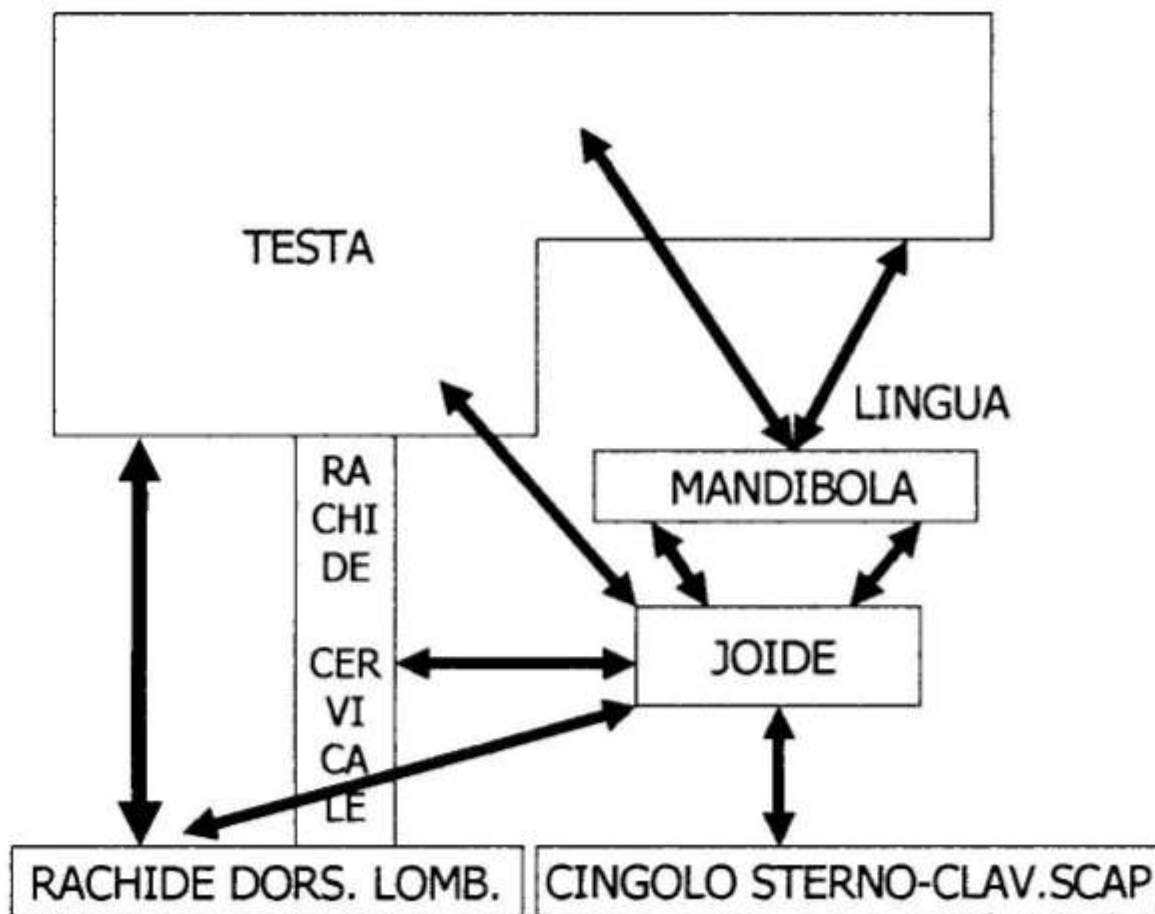 TESTA
LINGUA
MANDIBOLA
RA
CHI
DE
CER
VI
CA
LE
JOIDE
RACHIDE DORS. LOMB.
CINGOLO STERNO-CLAV.SCAP